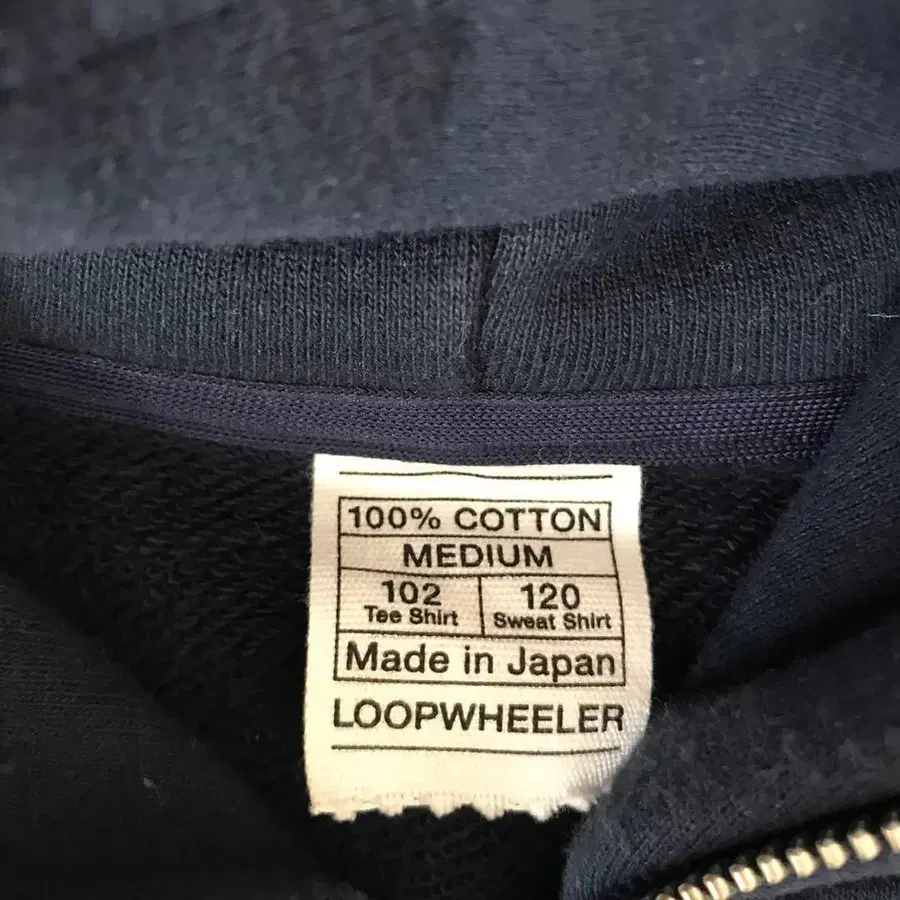 100% COTTON
MEDIUM
102 120
Tee Shirt Sweat Shirt
Made in Japan
LOOPWHEELER